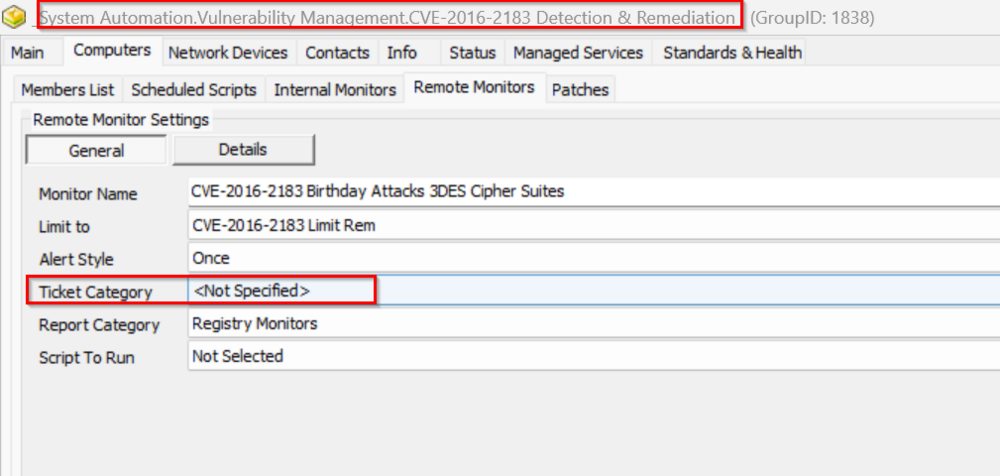 _System Automation.Vulnerability Management.CVE-2016-2183 Detection & Remediation (GroupID: 1838)
Main Computers Network Devices Contacts Info Status Managed Services Standards & Health
Members List Scheduled Scripts Internal Monitors Remote Monitors Patches
Remote Monitor Settings
General Details
Monitor Name CVE-2016-2183 Birthday Attacks 3DES Cipher Suites
Limit to CVE-2016-2183 Limit Rem
Alert Style Once
Ticket Category <Not Specified>
Report Category Registry Monitors
Script To Run Not Selected